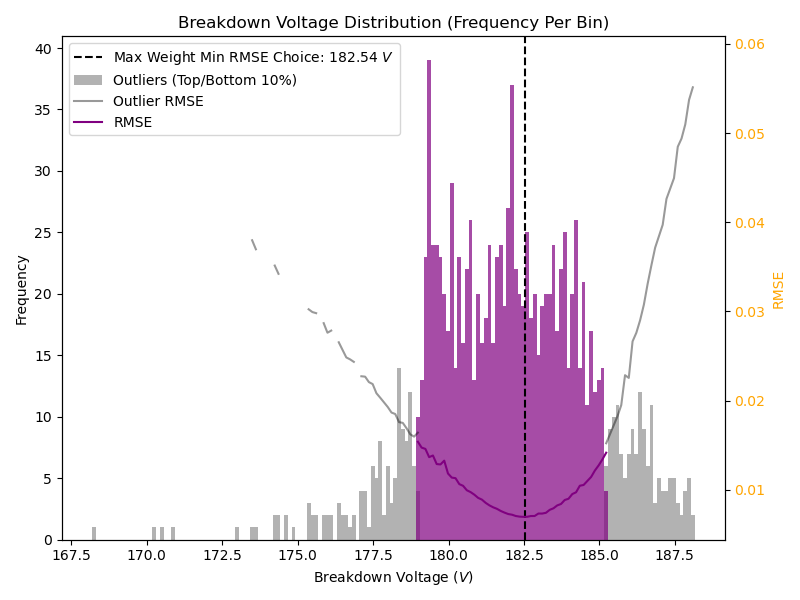 Breakdown Voltage Distribution (Frequency Per Bin)
Max Weight Min RMSE Choice: 182.54 V
Outliers (Top/Bottom 10%)
Outlier RMSE
RMSE
40
35
30
25
20
15
10
5
0
Frequency
0.06
0.05
0.04
0.03
0.02
0.01
RMSE
167.5 170.0 172.5 175.0 177.5 180.0 182.5 185.0 187.5
Breakdown Voltage (V)